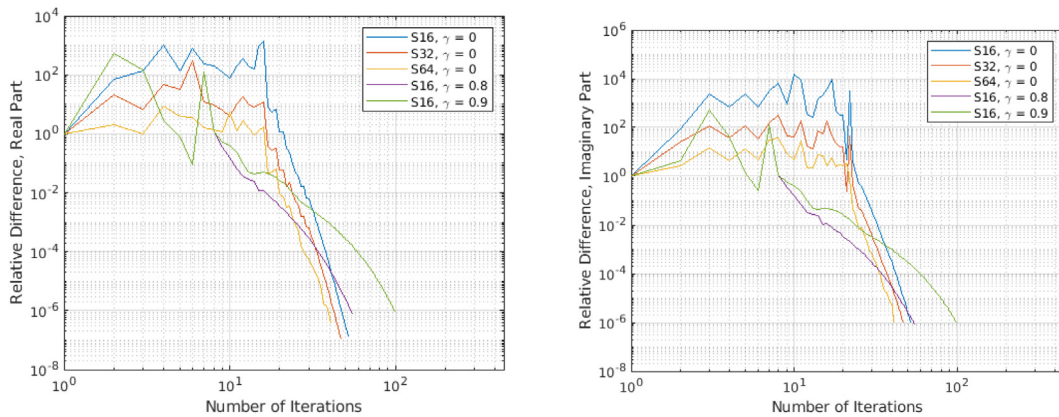 10^4
10^2
10^0
10^-2
10^-4
10^-6
10^-8
Relative Difference, Real Part
S16, γ = 0
S32, γ = 0
S64, γ = 0
S16, γ = 0.8
S16, γ = 0.9
10^0
10^1
10^2
Number of Iterations
10^6
10^4
10^2
10^0
10^-2
10^-4
10^-6
10^-8
Relative Difference, Imaginary Part
S16, γ = 0
S32, γ = 0
S64, γ = 0
S16, γ = 0.8
S16, γ = 0.9
10^0
10^1
10^2
Number of Iterations